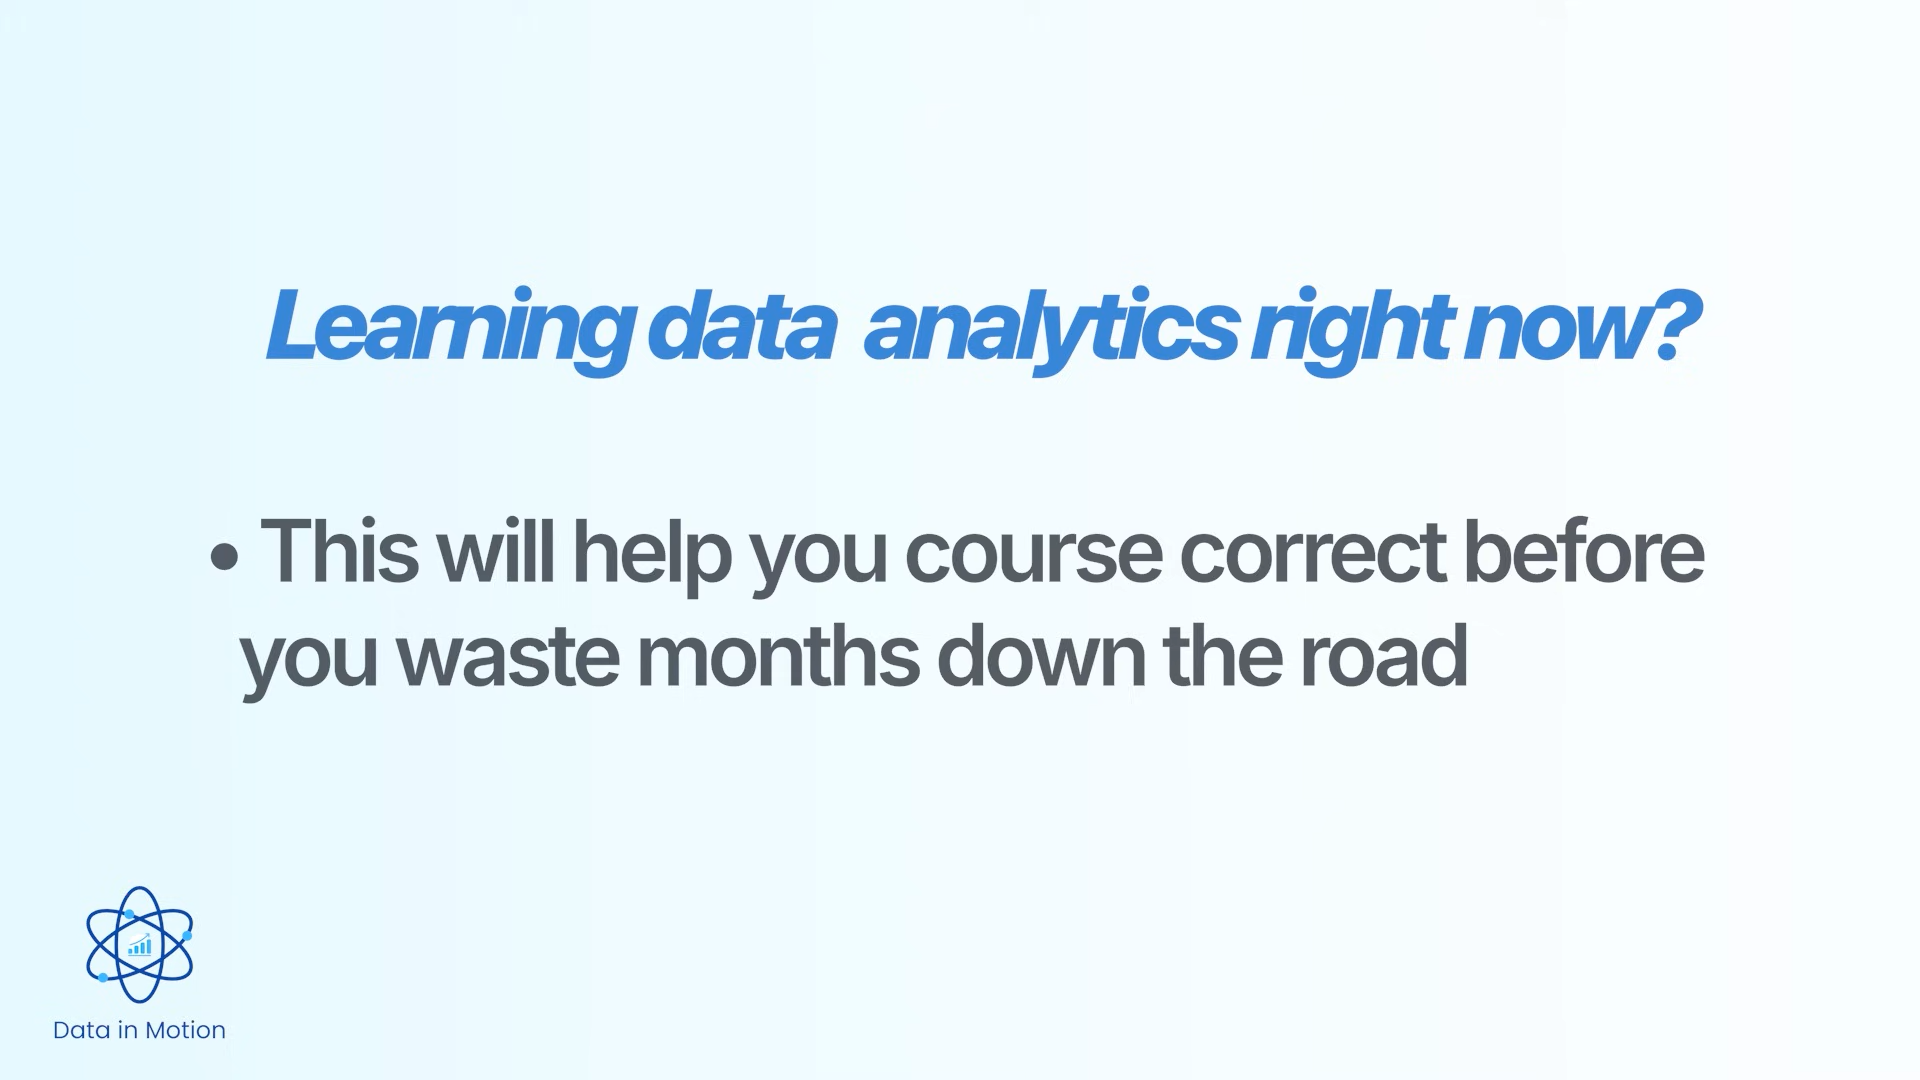 Learning data analytics right now?
• This will help you course correct before
you waste months down the road
Data in Motion